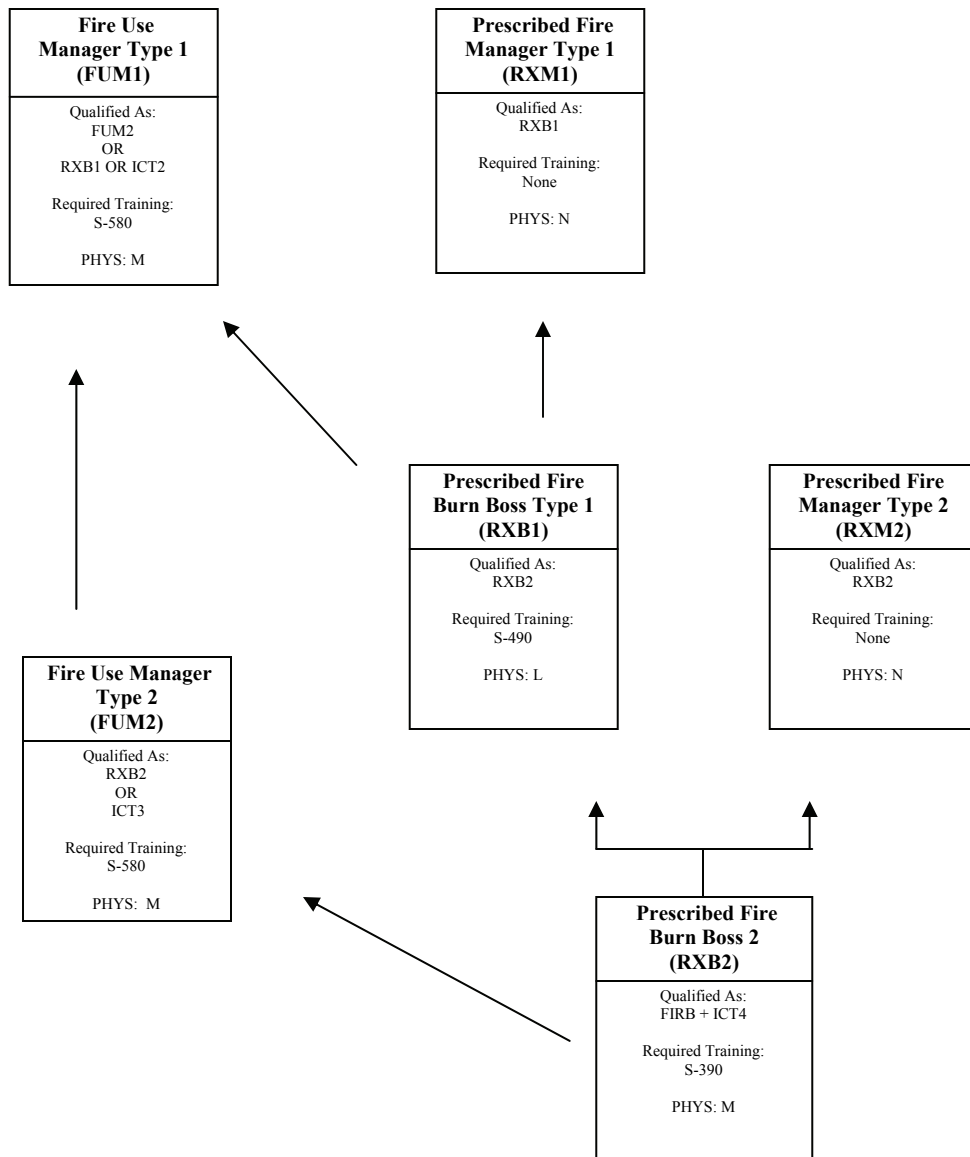 Fire Use
Manager Type 1
(FUM1)
Qualified As:
FUM2
OR
RXB1 OR ICT2
Required Training:
S-580
PHYS: M
Prescribed Fire
Manager Type 1
(RXM1)
Qualified As:
RXB1
Required Training:
None
PHYS: N
Prescribed Fire
Burn Boss Type 1
(RXB1)
Qualified As:
RXB2
Required Training:
S-490
PHYS: L
Prescribed Fire
Manager Type 2
(RXM2)
Qualified As:
RXB2
Required Training:
None
PHYS: N
Fire Use Manager
Type 2
(FUM2)
Qualified As:
RXB2
OR
ICT3
Required Training:
S-580
PHYS: M
Prescribed Fire
Burn Boss 2
(RXB2)
Qualified As:
FIRB + ICT4
Required Training:
S-390
PHYS: M